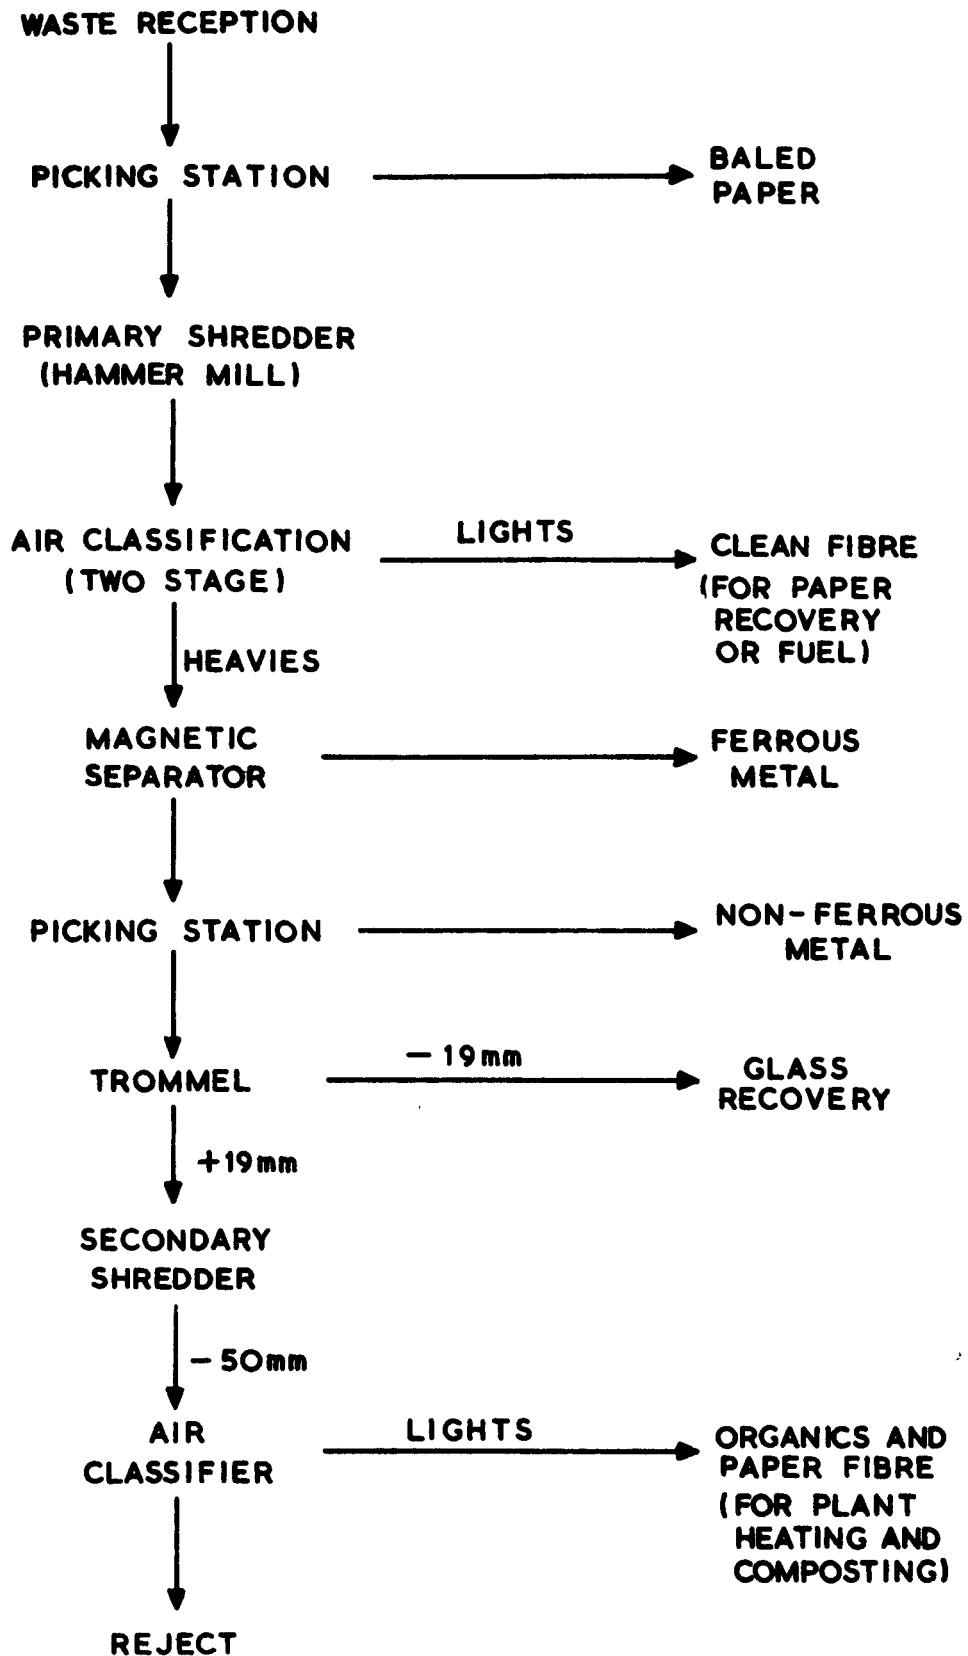 WASTE RECEPTION
PICKING STATION
BALED
PAPER
PRIMARY SHREDDER
(HAMMER MILL)
AIR CLASSIFICATION
(TWO STAGE)
LIGHTS
CLEAN FIBRE
(FOR PAPER
RECOVERY
OR FUEL)
HEAVIES
MAGNETIC
SEPARATOR
FERROUS
METAL
PICKING STATION
NON-FERROUS
METAL
TROMMEL
- 19mm
GLASS
RECOVERY
+19mm
SECONDARY
SHREDDER
- 50mm
AIR
CLASSIFIER
LIGHTS
ORGANICS AND
PAPER FIBRE
(FOR PLANT
HEATING AND
COMPOSTING)
REJECT